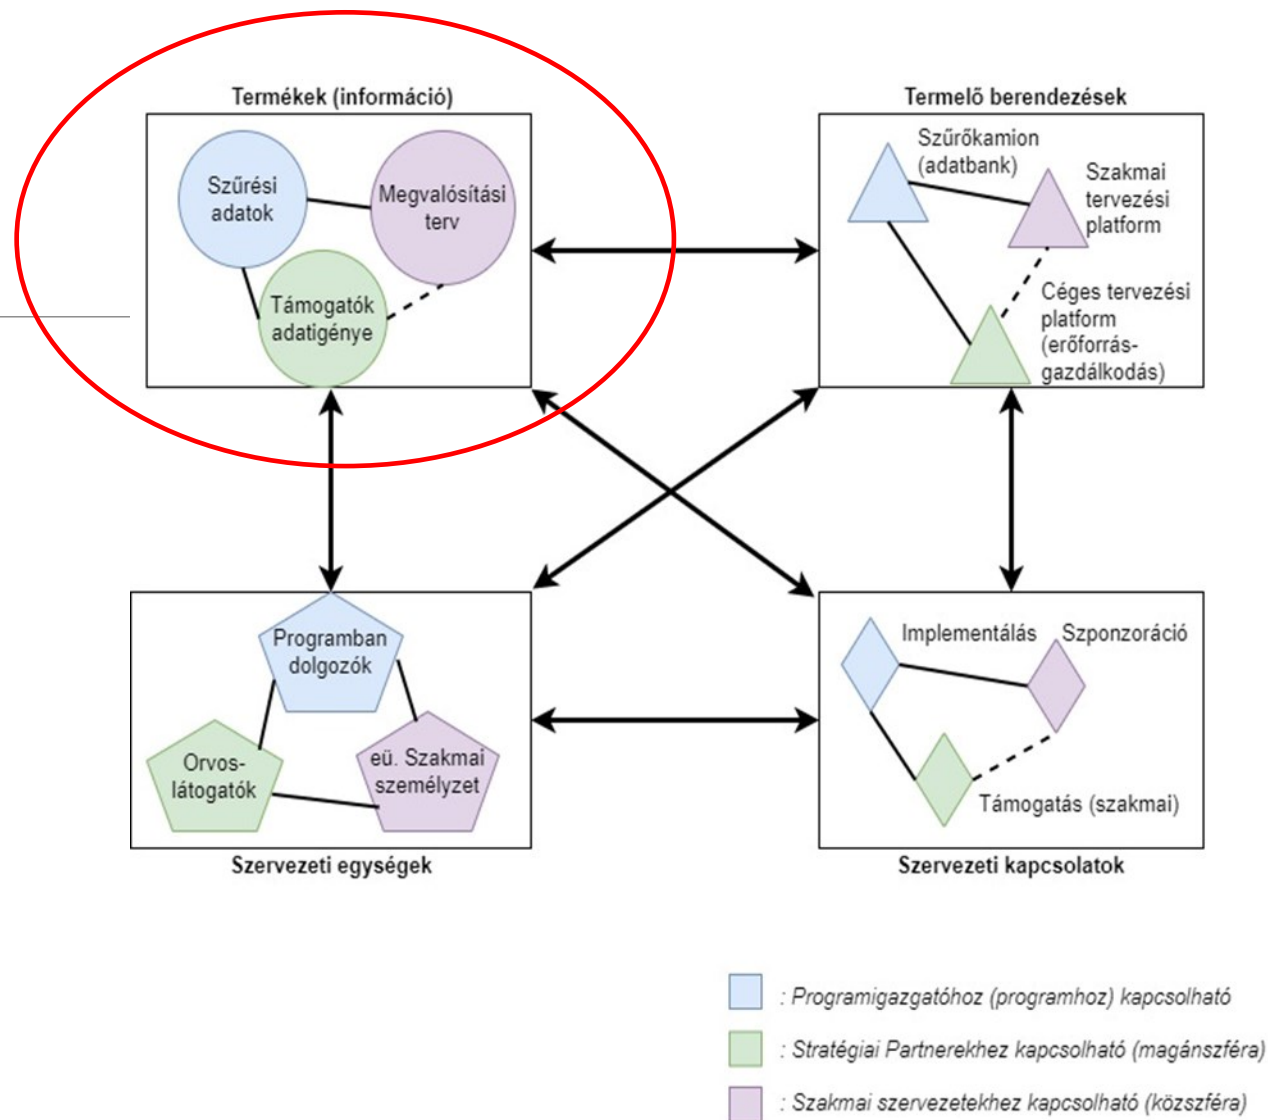 Termékek (információ)
Szűrési
adatok
Megvalósítási
terv
Támogatók
adatigénye
Termelő berendezések
Szűrőkamion
(adatbank)
Szakmai
tervezési
platform
Céges tervezési
platform
(erőforrás-
gazdálkodás)
Programban
dolgozók
Orvos-
látogatók
eü. Szakmai
személyzet
Szervezeti egységek
Implementálás
Szponzoráció
Támogatás (szakmai)
Szervezeti kapcsolatok
: Programigazgatóhoz (programhoz) kapcsolható
: Stratégiai Partnerekhez kapcsolható (magánszféra)
: Szakmai szervezetekhez kapcsolható (közszféra)